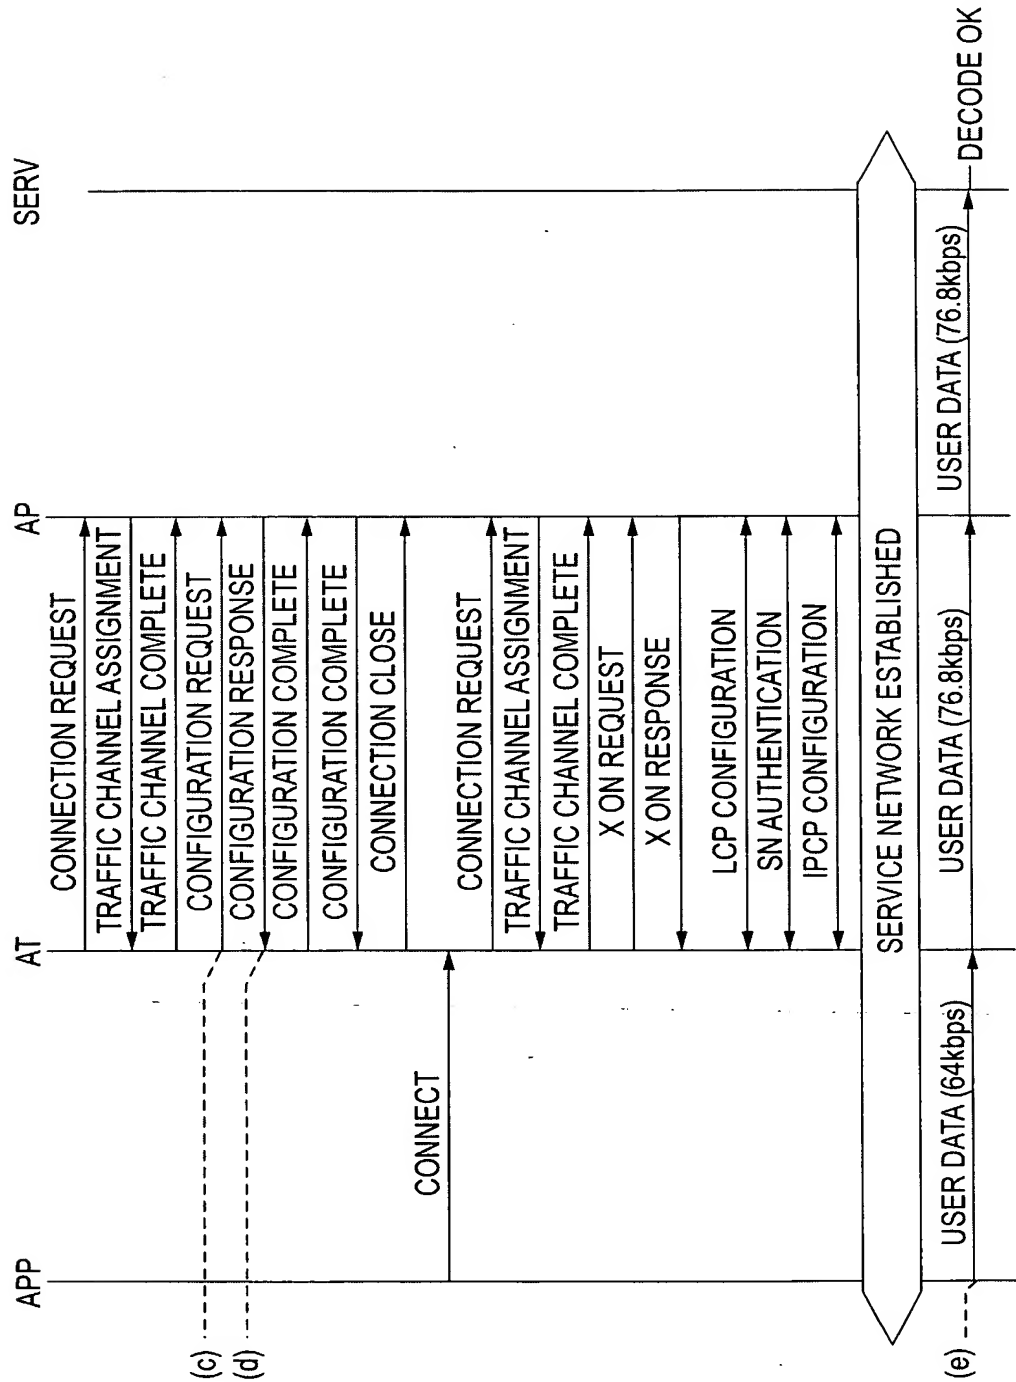 APP
AT
AP
SERV
CONNECTION REQUEST
TRAFFIC CHANNEL ASSIGNMENT
TRAFFIC CHANNEL COMPLETE
(c)
CONFIGURATION REQUEST
(d)
CONFIGURATION RESPONSE
CONFIGURATION COMPLETE
CONFIGURATION COMPLETE
CONNECTION CLOSE
CONNECT
CONNECTION REQUEST
TRAFFIC CHANNEL ASSIGNMENT
TRAFFIC CHANNEL COMPLETE
X ON REQUEST
X ON RESPONSE
LCP CONFIGURATION
SN AUTHENTICATION
IPCP CONFIGURATION
SERVICE NETWORK ESTABLISHED
(e)
USER DATA (64kbps)
USER DATA (76.8kbps)
USER DATA (76.8kbps)
DECODE OK